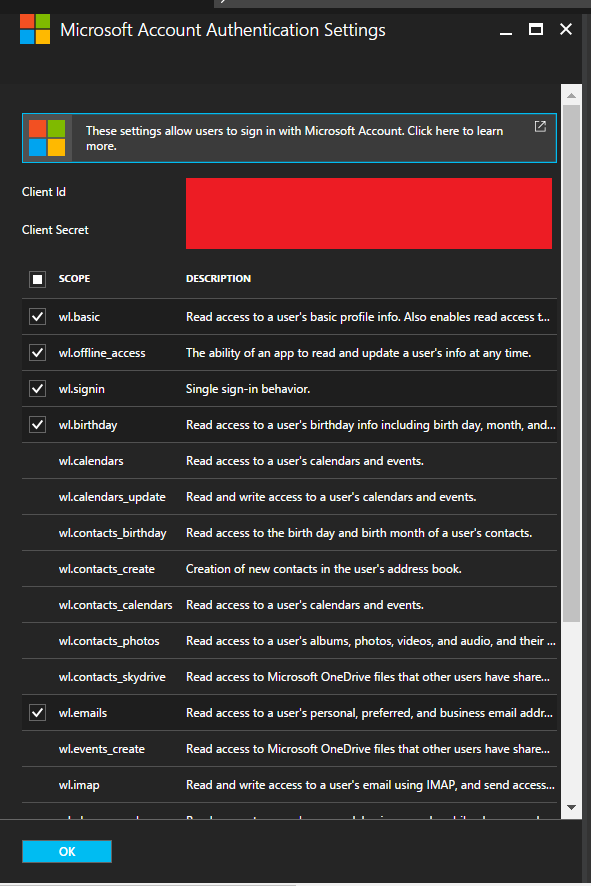 Microsoft Account Authentication Settings
These settings allow users to sign in with Microsoft Account. Click here to learn
more.
Client Id
Client Secret
SCOPE DESCRIPTION
wl.basic Read access to a user's basic profile info. Also enables read access t...
wl.offline_access The ability of an app to read and update a user's info at any time.
wl.signin Single sign-in behavior.
wl.birthday Read access to a user's birthday info including birth day, month, and...
wl.calendars Read access to a user's calendars and events.
wl.calendars_update Read and write access to a user's calendars and events.
wl.contacts_birthday Read access to the birth day and birth month of a user's contacts.
wl.contacts_create Creation of new contacts in the user's address book.
wl.contacts_calendars Read access to a user's calendars and events.
wl.contacts_photos Read access to a user's albums, photos, videos, and audio, and their ...
wl.contacts_skydrive Read access to Microsoft OneDrive files that other users have share...
wl.emails Read access to a user's personal, preferred, and business email addr...
wl.events_create Read access to Microsoft OneDrive files that other users have share...
wl.imap Read and write access to a user's email using IMAP, and send access...
OK